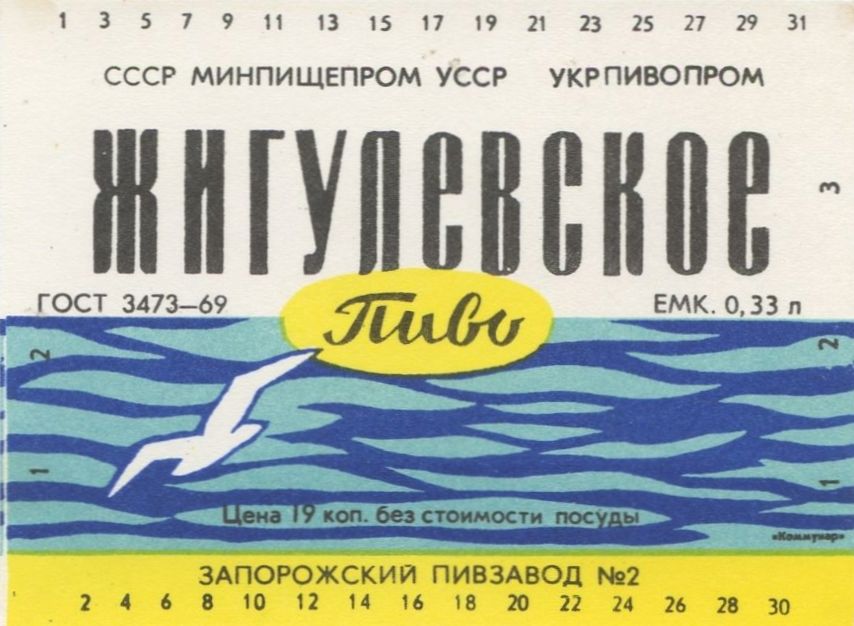 1 3 5 7 9 11 13 15 17 19 21 23 25 27 29 31
СССР МИНПИЩЕПРОМ УССР УКРПИВОПРОМ
ЖИГУЛЕВСКОЕ
3
ГОСТ 3473—69
Пиво
ЕМК. 0,33 л
2
2
1
1
Цена 19 коп. без стоимости посуды
«Коммунар»
ЗАПОРОЖСКИЙ ПИВЗАВОД №2
2 4 6 8 10 12 14 16 18 20 22 24 26 28 30